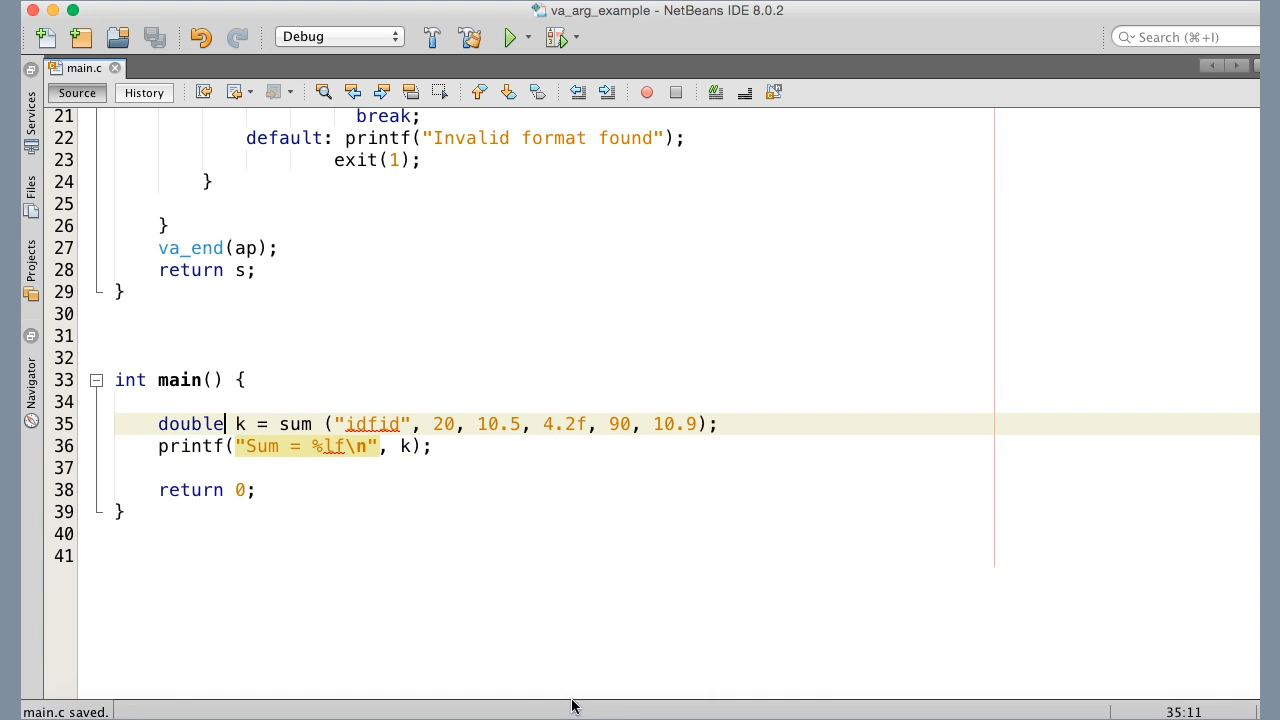 va_arg_example - NetBeans IDE 8.0.2
Debug
Search (⌘+I)
main.c
Source History
Services
Files
Projects
Navigator
21 break;
22 default: printf("Invalid format found");
23 exit(1);
24 }
25
26 }
27 va_end(ap);
28 return s;
29 }
30
31
32
33 int main() {
34
35 double k = sum ("idfid", 20, 10.5, 4.2f, 90, 10.9);
36 printf("Sum = %lf\n", k);
37
38 return 0;
39 }
40
41
main.c saved.
35:11